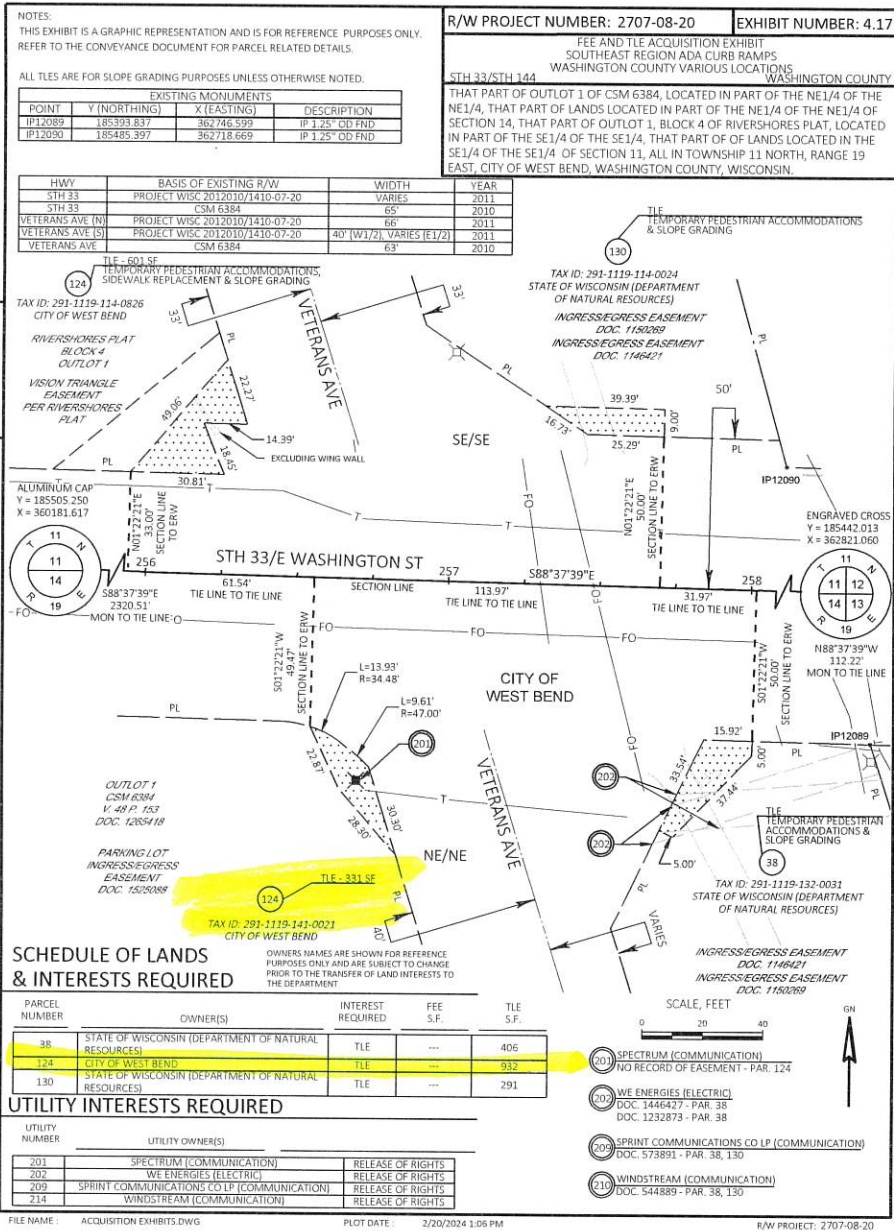 NOTES:
THIS EXHIBIT IS A GRAPHIC REPRESENTATION AND IS FOR REFERENCE PURPOSES ONLY.
REFER TO THE CONVEYANCE DOCUMENT FOR PARCEL RELATED DETAILS.
ALL TLES ARE FOR SLOPE GRADING PURPOSES UNLESS OTHERWISE NOTED.
R/W PROJECT NUMBER: 2707-08-20
EXHIBIT NUMBER: 4.17
FEE AND TLE ACQUISITION EXHIBIT
SOUTHEAST REGION ADA CURB RAMPS
WASHINGTON COUNTY VARIOUS LOCATIONS
STH 33/STH 144 WASHINGTON COUNTY
THAT PART OF OUTLOT 1 OF CSM 6384, LOCATED IN PART OF THE NE1/4 OF THE
NE1/4, THAT PART OF LANDS LOCATED IN PART OF THE NE1/4 OF THE NE1/4 OF
SECTION 14, THAT PART OF OUTLOT 1, BLOCK 4 OF RIVERSHORES PLAT, LOCATED
IN PART OF THE SE1/4 OF THE SE1/4, THAT PART OF OF LANDS LOCATED IN THE
SE1/4 OF THE SE1/4 OF SECTION 11, ALL IN TOWNSHIP 11 NORTH, RANGE 19
EAST, CITY OF WEST BEND, WASHINGTON COUNTY, WISCONSIN.
EXISTING MONUMENTS
POINT Y (NORTHING) X (EASTING) DESCRIPTION
IP12089 185393.837 362746.599 IP 1.25" OD FND
IP12090 185485.397 362718.669 IP 1.25" OD FND
HWY BASIS OF EXISTING R/W WIDTH YEAR
STH 33 PROJECT WISC 2012010/1410-07-20 VARIES 2011
STH 33 CSM 6384 65' 2010
VETERANS AVE (N) PROJECT WISC 2012010/1410-07-20 66' 2011
VETERANS AVE (S) PROJECT WISC 2012010/1410-07-20 40' (W1/2), VARIES (E1/2) 2011
VETERANS AVE CSM 6384 63' 2010
124
TLE - 601 SF
TEMPORARY PEDESTRIAN ACCOMMODATIONS,
SIDEWALK REPLACEMENT & SLOPE GRADING
TAX ID: 291-1119-114-0826
CITY OF WEST BEND
RIVERSHORES PLAT
BLOCK 4
OUTLOT 1
VISION TRIANGLE
EASEMENT
PER RIVERSHORES
PLAT
33'
33'
VETERANS AVE
PL
22.27'
49.06'
14.39'
18.45'
EXCLUDING WING WALL
30.81'
PL
T
T
T
130
TLE
TEMPORARY PEDESTRIAN ACCOMMODATIONS
& SLOPE GRADING
TAX ID: 291-1119-114-0024
STATE OF WISCONSIN (DEPARTMENT
OF NATURAL RESOURCES)
INGRESS/EGRESS EASEMENT
DOC. 1150269
INGRESS/EGRESS EASEMENT
DOC. 1146421
PL
PL
39.39'
16.73'
25.29'
9.00'
50'
PL
SE/SE
IP12090
ALUMINUM CAP
Y = 185505.250
X = 360181.617
N01°22'21"E
33.00'
SECTION LINE
TO ERW
N01°22'21"E
50.00'
SECTION LINE TO ERW
ENGRAVED CROSS
Y = 185442.013
X = 362821.060
T 11 N
11
14
R 19 E
T 11 N
11 12
14 13
R 19 E
STH 33/E WASHINGTON ST
256
257
258
S88°37'39"E
2320.51'
MON TO TIE LINE
61.54'
TIE LINE TO TIE LINE
SECTION LINE
113.97'
TIE LINE TO TIE LINE
S88°37'39"E
31.97'
TIE LINE TO TIE LINE
N88°37'39"W
112.22'
MON TO TIE LINE
FO
FO
FO
FO
FO
FO
FO
FO
S01°22'21"W
49.47'
SECTION LINE TO ERW
S01°22'21"W
50.00'
SECTION LINE TO ERW
L=13.93'
R=34.48'
L=9.61'
R=47.00'
CITY OF
WEST BEND
PL
201
22.87'
28.30'
30.30'
T
VETERANS AVE
202
202
15.92'
33.54'
37.44'
5.00'
5.00'
PL
IP12089
PL
PL
OUTLOT 1
CSM 6384
V. 48 P. 153
DOC. 1265418
PARKING LOT
INGRESS/EGRESS
EASEMENT
DOC. 1525088
NE/NE
124
TLE - 331 SF
TAX ID: 291-1119-141-0021
CITY OF WEST BEND
PL
40'
VARIES
TLE
TEMPORARY PEDESTRIAN
ACCOMMODATIONS &
SLOPE GRADING
38
TAX ID: 291-1119-132-0031
STATE OF WISCONSIN (DEPARTMENT
OF NATURAL RESOURCES)
INGRESS/EGRESS EASEMENT
DOC. 1146421
INGRESS/EGRESS EASEMENT
DOC. 1150269
SCHEDULE OF LANDS
& INTERESTS REQUIRED
OWNERS NAMES ARE SHOWN FOR REFERENCE
PURPOSES ONLY AND ARE SUBJECT TO CHANGE
PRIOR TO THE TRANSFER OF LAND INTERESTS TO
THE DEPARTMENT
PARCEL NUMBER OWNER(S) INTEREST REQUIRED FEE S.F. TLE S.F.
38 STATE OF WISCONSIN (DEPARTMENT OF NATURAL RESOURCES) TLE --- 406
124 CITY OF WEST BEND TLE --- 932
130 STATE OF WISCONSIN (DEPARTMENT OF NATURAL RESOURCES) TLE --- 291
UTILITY INTERESTS REQUIRED
UTILITY NUMBER UTILITY OWNER(S)
201 SPECTRUM (COMMUNICATION) RELEASE OF RIGHTS
202 WE ENERGIES (ELECTRIC) RELEASE OF RIGHTS
209 SPRINT COMMUNICATIONS CO LP (COMMUNICATION) RELEASE OF RIGHTS
214 WINDSTREAM (COMMUNICATION) RELEASE OF RIGHTS
SCALE, FEET
0 20 40
GN
201 SPECTRUM (COMMUNICATION)
NO RECORD OF EASEMENT - PAR. 124
202 WE ENERGIES (ELECTRIC)
DOC. 1446427 - PAR. 38
DOC. 1232873 - PAR. 38
209 SPRINT COMMUNICATIONS CO LP (COMMUNICATION)
DOC. 573891 - PAR. 38, 130
210 WINDSTREAM (COMMUNICATION)
DOC. 544889 - PAR. 38, 130
FILE NAME : ACQUISITION EXHIBITS.DWG
PLOT DATE : 2/20/2024 1:06 PM
R/W PROJECT: 2707-08-20